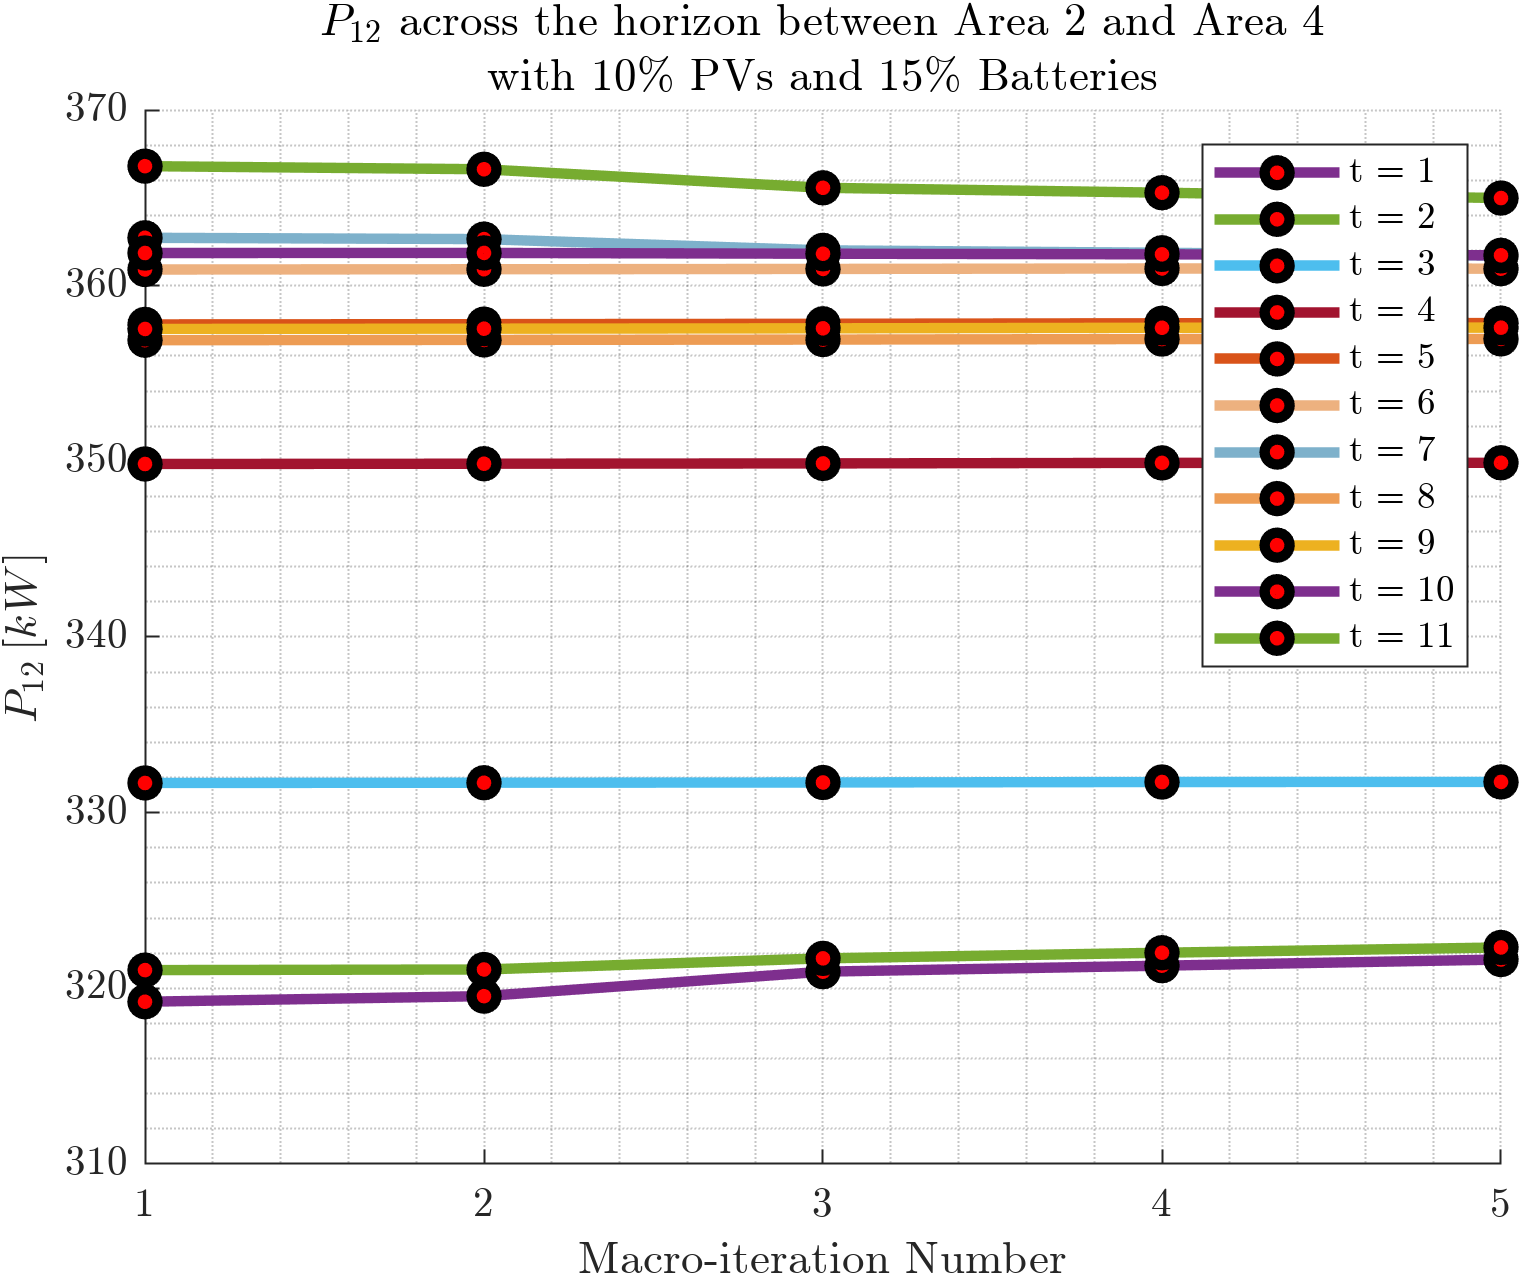 P₁₂ across the horizon between Area 2 and Area 4
with 10% PVs and 15% Batteries
370
360
350
340
330
320
310
P₁₂ [kW]
1
2
3
4
5
Macro-iteration Number
t = 1
t = 2
t = 3
t = 4
t = 5
t = 6
t = 7
t = 8
t = 9
t = 10
t = 11